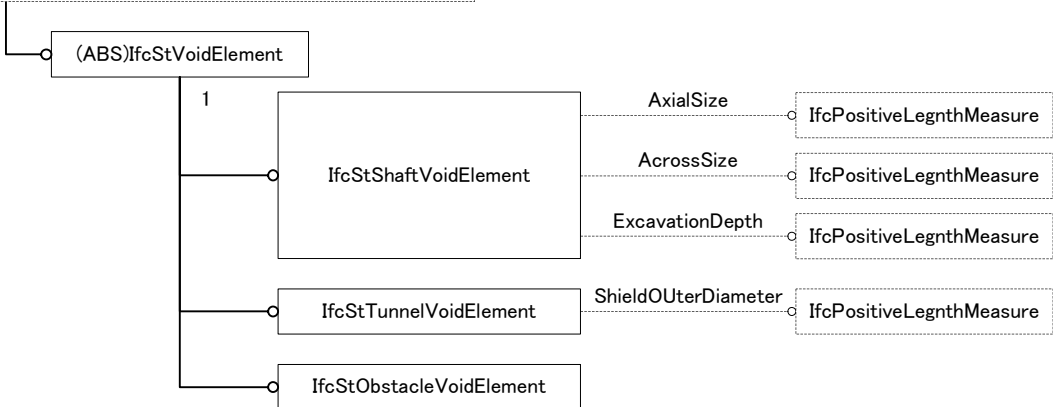 (ABS)IfcStVoidElement
1
AxialSize
IfcPositiveLegnthMeasure
IfcStShaftVoidElement
AcrossSize
IfcPositiveLegnthMeasure
ExcavationDepth
IfcPositiveLegnthMeasure
IfcStTunnelVoidElement
ShieldOUterDiameter
IfcPositiveLegnthMeasure
IfcStObstacleVoidElement